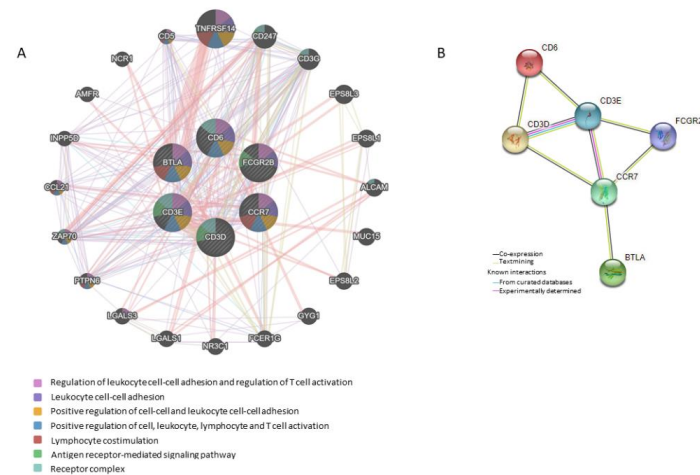 A
TNFRSF14
CD5
CD247
NCR1
CD3G
AMFR
EPS8L3
INPP5D
EPS8L1
CCL21
ALCAM
ZAP70
MUC15
PTPN6
EPS8L2
LGALS3
GYG1
LGALS1
NR3C1
FCER1G
CD6
BTLA
FCGR2B
CD3E
CCR7
CD3D
Regulation of leukocyte cell-cell adhesion and regulation of T cell activation
Leukocyte cell-cell adhesion
Positive regulation of cell-cell and leukocyte cell-cell adhesion
Positive regulation of cell, leukocyte, lymphocyte and T cell activation
Lymphocyte costimulation
Antigen receptor-mediated signaling pathway
Receptor complex
B
CD6
CD3E
CD3D
FCGR2
CCR7
BTLA
Co-expression
Textmining
Known interactions
From curated databases
Experimentally determined